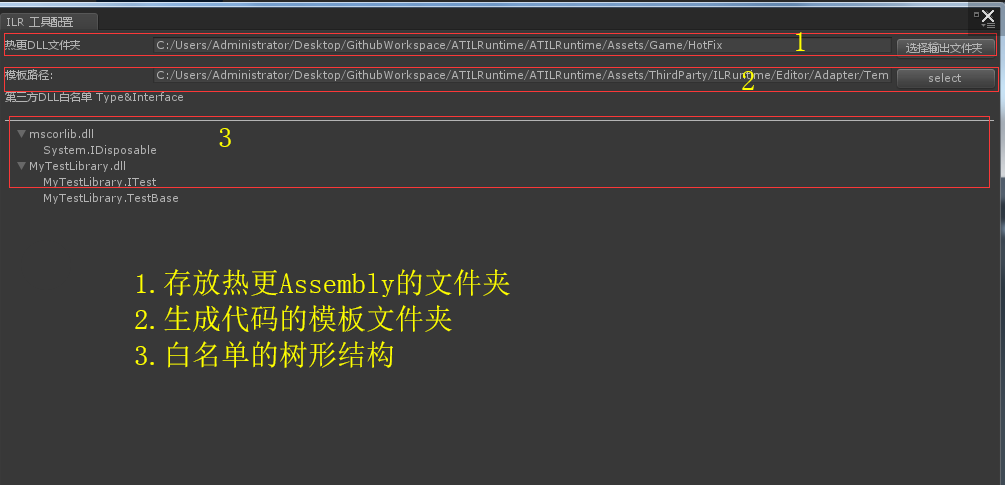 ILR 工具配置
热更DLL文件夹 C:/Users/Administrator/Desktop/GithubWorkspace/ATILRuntime/ATILRuntime/Assets/Game/HotFix 1 选择输出文件夹
模板路径: C:/Users/Administrator/Desktop/GithubWorkspace/ATILRuntime/ATILRuntime/Assets/ThirdParty/ILRuntime/Editor/Adapter/Tem 2 select
第三方DLL白名单 Type&Interface
mscorlib.dll 3
System.IDisposable
MyTestLibrary.dll
MyTestLibrary.ITest
MyTestLibrary.TestBase
1.存放热更Assembly的文件夹
2.生成代码的模板文件夹
3.白名单的树形结构